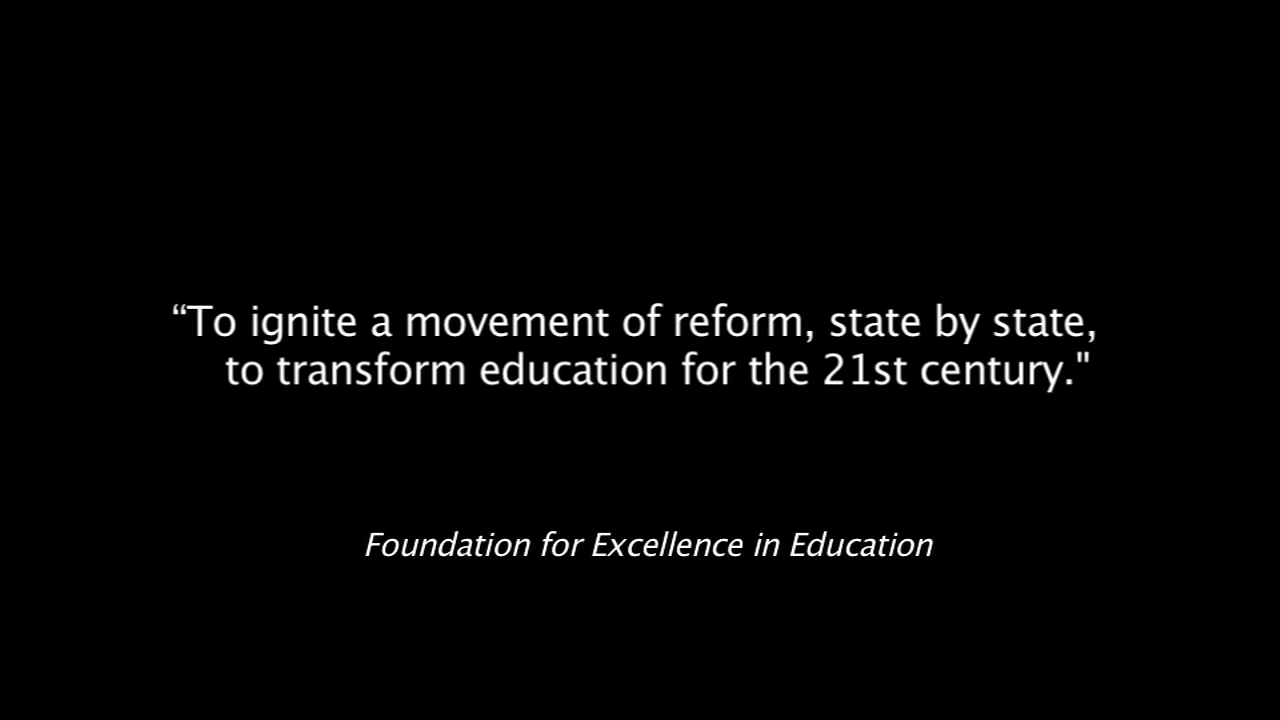 “To ignite a movement of reform, state by state,
to transform education for the 21st century."
Foundation for Excellence in Education